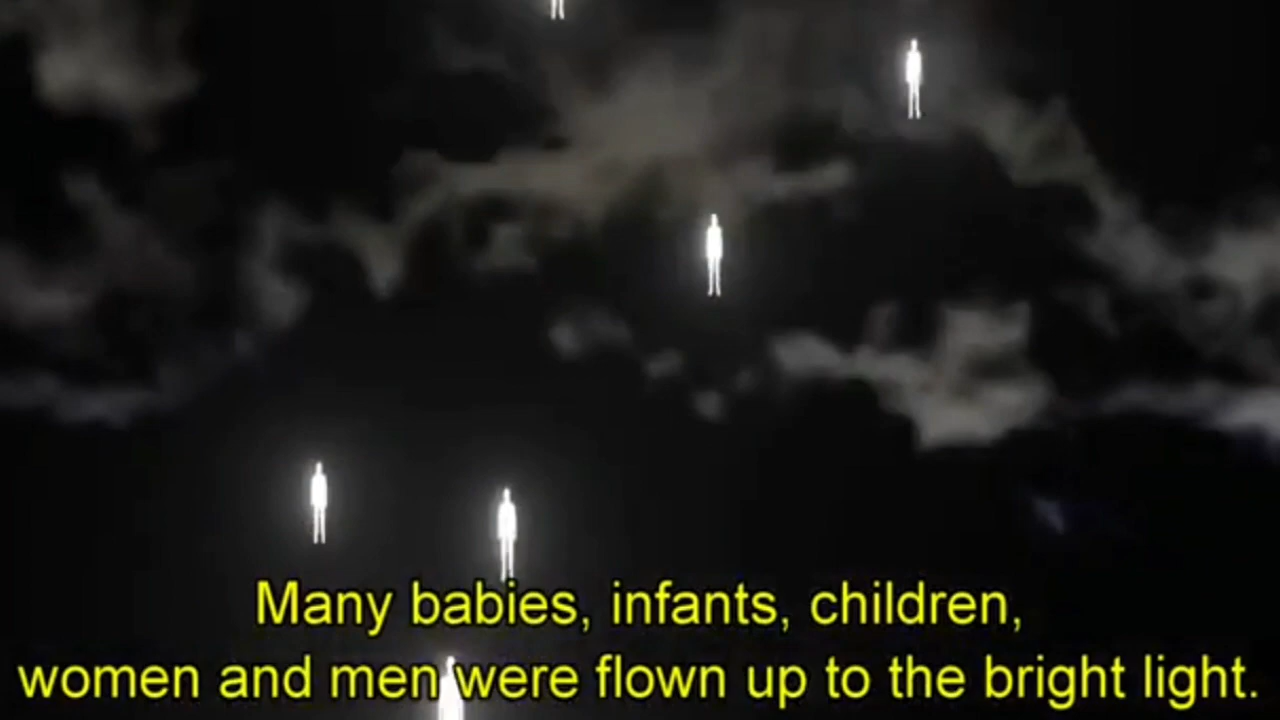 Many babies, infants, children,
women and men were flown up to the bright light.